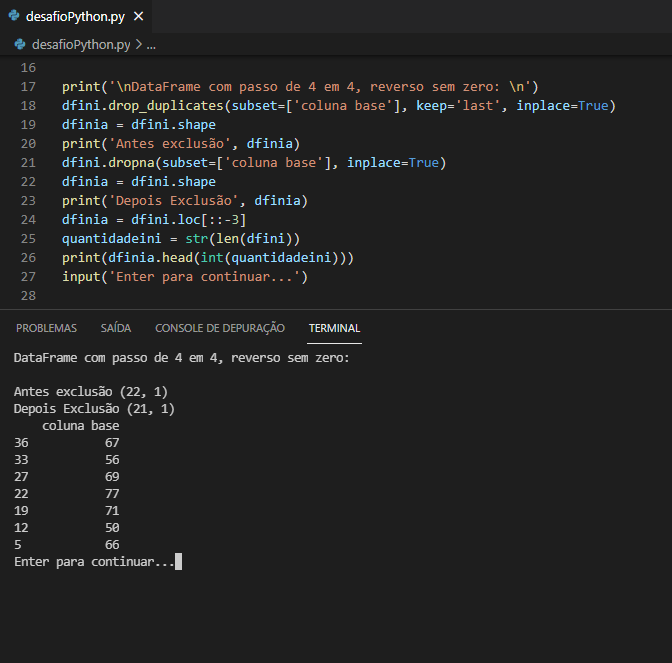 desafioPython.py ✕
desafioPython.py > ...
16
17 print('\nDataFrame com passo de 4 em 4, reverso sem zero: \n')
18 dfini.drop_duplicates(subset=['coluna base'], keep='last', inplace=True)
19 dfinia = dfini.shape
20 print('Antes exclusão', dfinia)
21 dfini.dropna(subset=['coluna base'], inplace=True)
22 dfinia = dfini.shape
23 print('Depois Exclusão', dfinia)
24 dfinia = dfini.loc[::-3]
25 quantidadeini = str(len(dfini))
26 print(dfinia.head(int(quantidadeini)))
27 input('Enter para continuar...')
28
PROBLEMAS SAÍDA CONSOLE DE DEPURAÇÃO TERMINAL
DataFrame com passo de 4 em 4, reverso sem zero:
Antes exclusão (22, 1)
Depois Exclusão (21, 1)
coluna base
36 67
33 56
27 69
22 77
19 71
12 50
5 66
Enter para continuar...